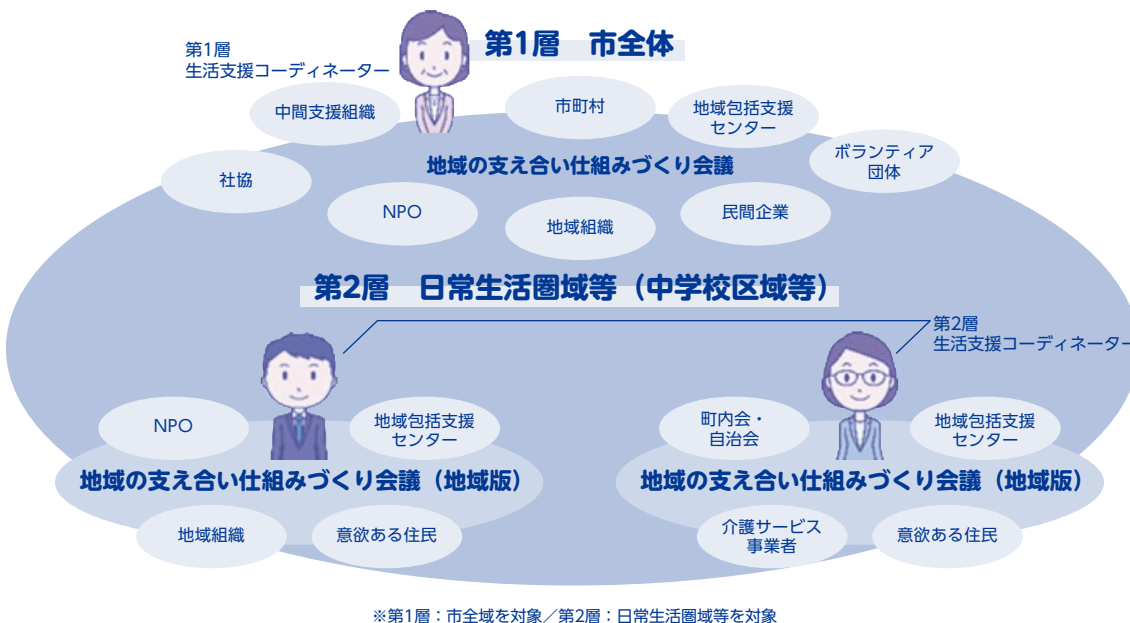 第1層　市全体
第1層
生活支援コーディネーター
中間支援組織
市町村
地域包括支援
センター
ボランティア
団体
社協
地域の支え合い仕組みづくり会議
NPO
地域組織
民間企業
第2層　日常生活圏域等（中学校区域等）
第2層
生活支援コーディネーター
NPO
地域包括支援
センター
地域の支え合い仕組みづくり会議（地域版）
地域組織
意欲ある住民
町内会・
自治会
地域包括支援
センター
地域の支え合い仕組みづくり会議（地域版）
介護サービス
事業者
意欲ある住民
※第1層：市全域を対象／第2層：日常生活圏域等を対象